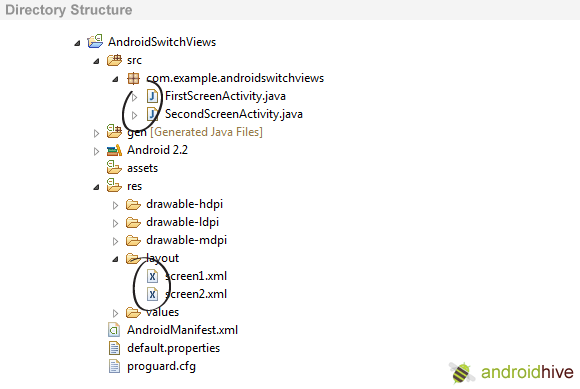 Directory Structure
AndroidSwitchViews
src
com.example.androidswitchviews
FirstScreenActivity.java
SecondScreenActivity.java
gen [Generated Java Files]
Android 2.2
assets
res
drawable-hdpi
drawable-ldpi
drawable-mdpi
layout
screen1.xml
screen2.xml
values
AndroidManifest.xml
default.properties
proguard.cfg
androidhive